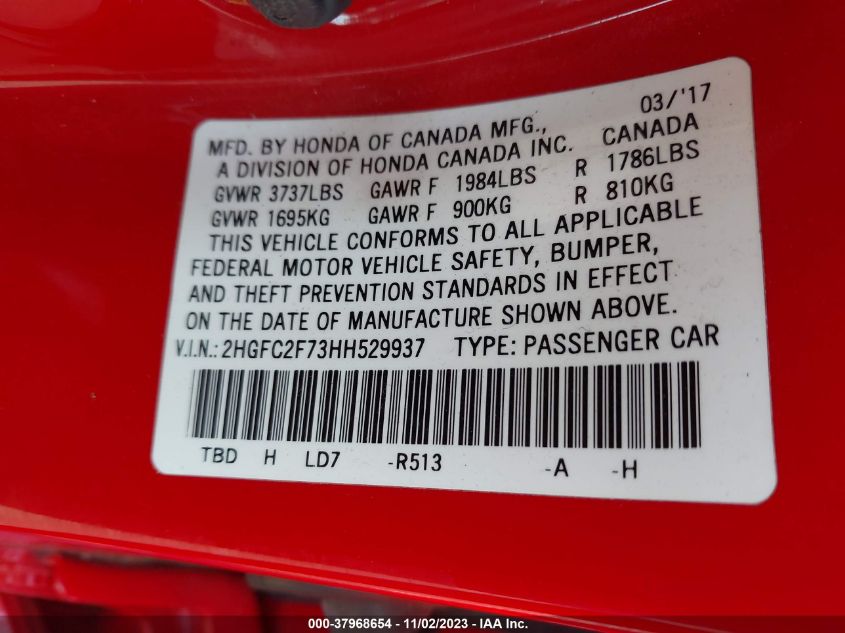 03/'17
MFD. BY HONDA OF CANADA MFG.,
A DIVISION OF HONDA CANADA INC. CANADA
GVWR 3737LBS GAWR F 1984LBS R 1786LBS
GVWR 1695KG GAWR F 900KG R 810KG
THIS VEHICLE CONFORMS TO ALL APPLICABLE
FEDERAL MOTOR VEHICLE SAFETY, BUMPER,
AND THEFT PREVENTION STANDARDS IN EFFECT
ON THE DATE OF MANUFACTURE SHOWN ABOVE.
V.I.N.: 2HGFC2F73HH529937 TYPE: PASSENGER CAR
TBD H LD7 -R513 -A -H
000-37968654 - 11/02/2023 - IAA Inc.